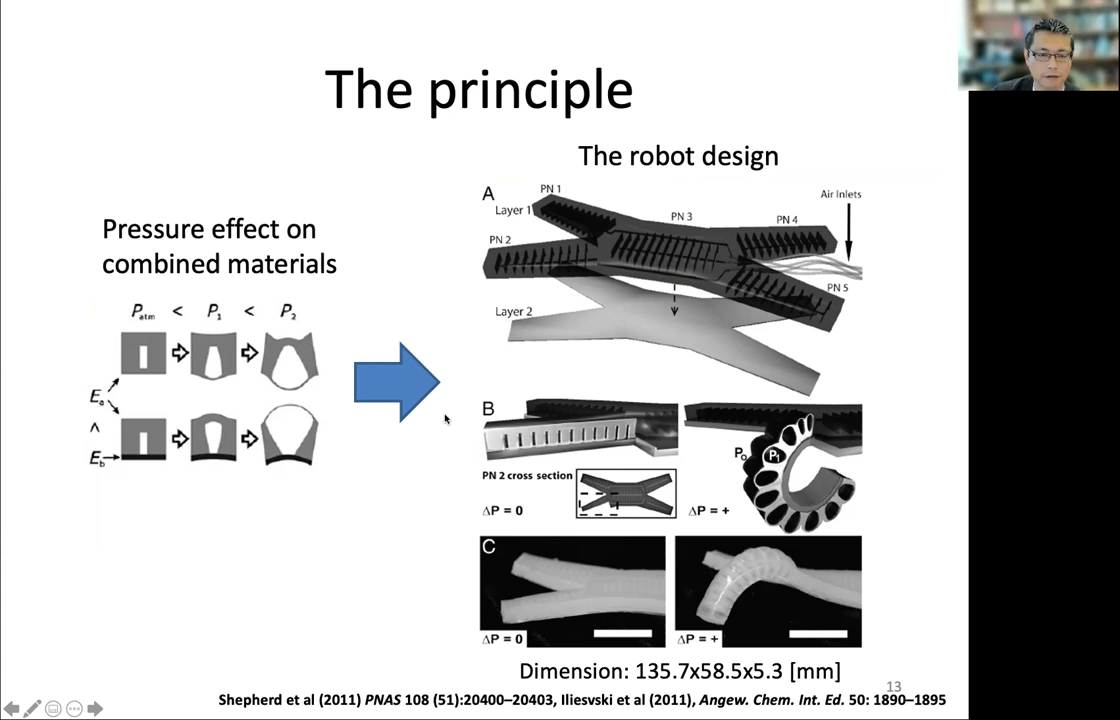 The principle
The robot design
Pressure effect on
combined materials
Patm < P1 < P2
Ea
^
Eb
A
PN 1
Layer 1
PN 2
PN 3
PN 4
Air Inlets
PN 5
Layer 2
B
PN 2 cross section
ΔP = 0
Po
P1
ΔP = +
C
ΔP = 0
ΔP = +
Dimension: 135.7x58.5x5.3 [mm]
13
Shepherd et al (2011) PNAS 108 (51):20400–20403, Iliesvski et al (2011), Angew. Chem. Int. Ed. 50: 1890–1895